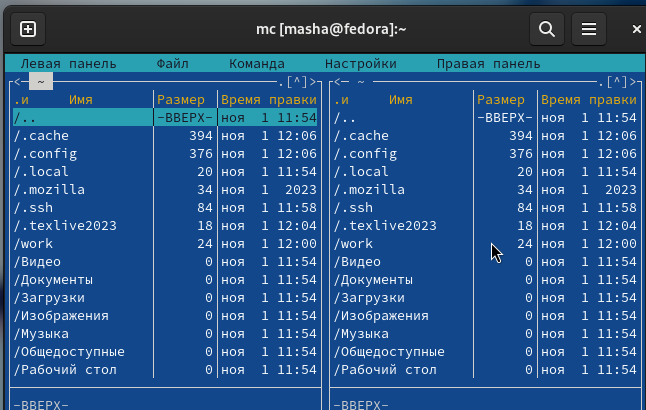 mc [masha@fedora]:~
Левая панель Файл Команда Настройки Правая панель
<─ ~ .[^]> <─ ~ .[^]>
.и Имя Размер Время правки .и Имя Размер Время правки
/.. -ВВЕРХ- ноя 1 11:54 /.. -ВВЕРХ- ноя 1 11:54
/.cache 394 ноя 1 12:06 /.cache 394 ноя 1 12:06
/.config 376 ноя 1 12:06 /.config 376 ноя 1 12:06
/.local 20 ноя 1 11:54 /.local 20 ноя 1 11:54
/.mozilla 34 ноя 1 2023 /.mozilla 34 ноя 1 2023
/.ssh 84 ноя 1 11:58 /.ssh 84 ноя 1 11:58
/.texlive2023 18 ноя 1 12:04 /.texlive2023 18 ноя 1 12:04
/work 24 ноя 1 12:00 /work 24 ноя 1 12:00
/Видео 0 ноя 1 11:54 /Видео 0 ноя 1 11:54
/Документы 0 ноя 1 11:54 /Документы 0 ноя 1 11:54
/Загрузки 0 ноя 1 11:54 /Загрузки 0 ноя 1 11:54
/Изображения 0 ноя 1 11:54 /Изображения 0 ноя 1 11:54
/Музыка 0 ноя 1 11:54 /Музыка 0 ноя 1 11:54
/Общедоступные 0 ноя 1 11:54 /Общедоступные 0 ноя 1 11:54
/Рабочий стол 0 ноя 1 11:54 /Рабочий стол 0 ноя 1 11:54
-ВВЕРХ- -ВВЕРХ-